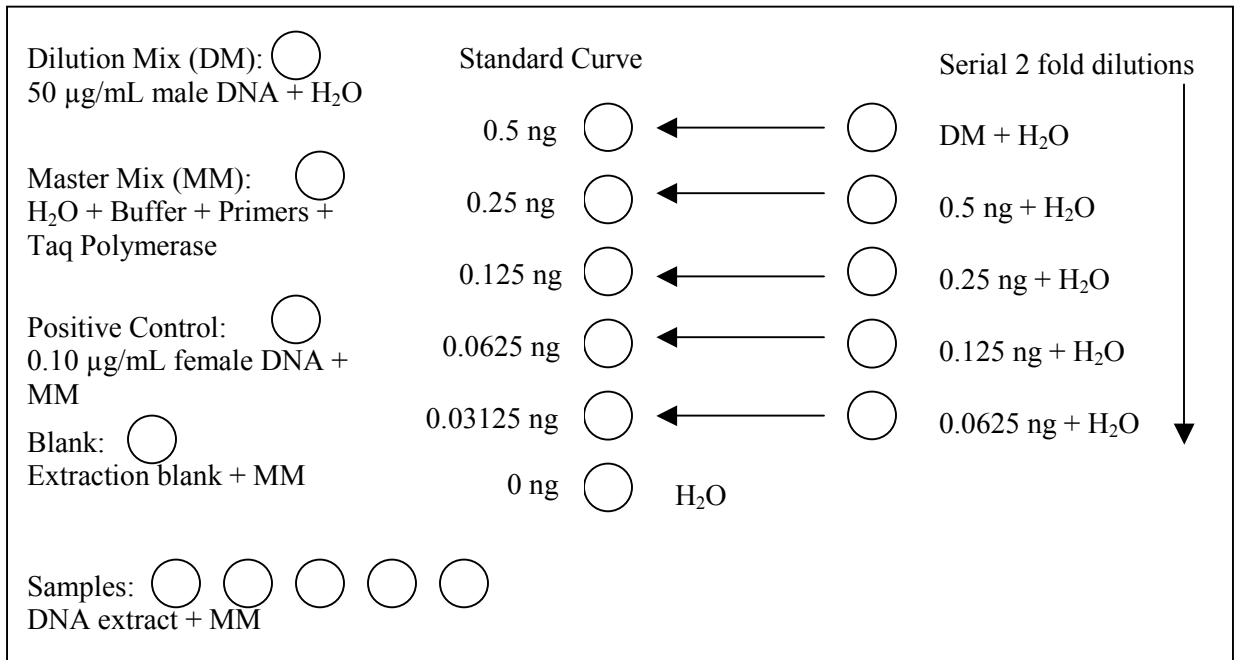 Dilution Mix (DM):
50 µg/mL male DNA + H₂O
Master Mix (MM):
H₂O + Buffer + Primers +
Taq Polymerase
Positive Control:
0.10 µg/mL female DNA +
MM
Blank:
Extraction blank + MM
Samples:
DNA extract + MM
Standard Curve
0.5 ng
0.25 ng
0.125 ng
0.0625 ng
0.03125 ng
0 ng
H₂O
Serial 2 fold dilutions
DM + H₂O
0.5 ng + H₂O
0.25 ng + H₂O
0.125 ng + H₂O
0.0625 ng + H₂O